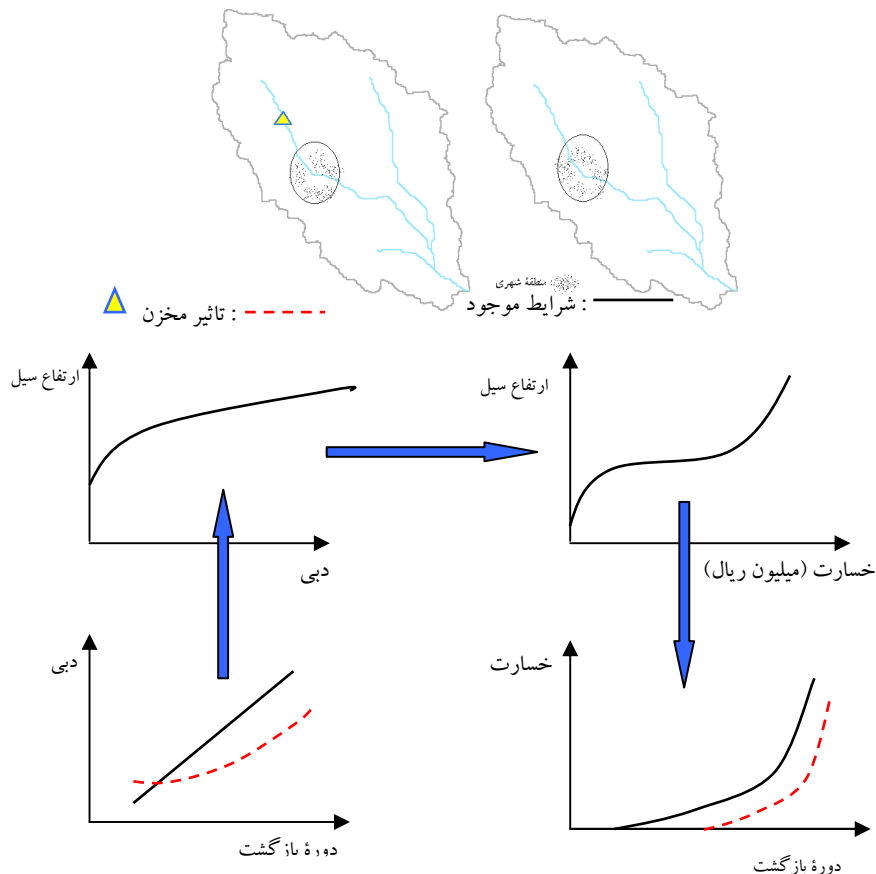 منطقهٔ شهری :
شرایط موجود :
تاثیر مخزن :
ارتفاع سیل
دبی
ارتفاع سیل
خسارت (میلیون ریال)
دبی
دورهٔ بازگشت
خسارت
دورهٔ بازگشت